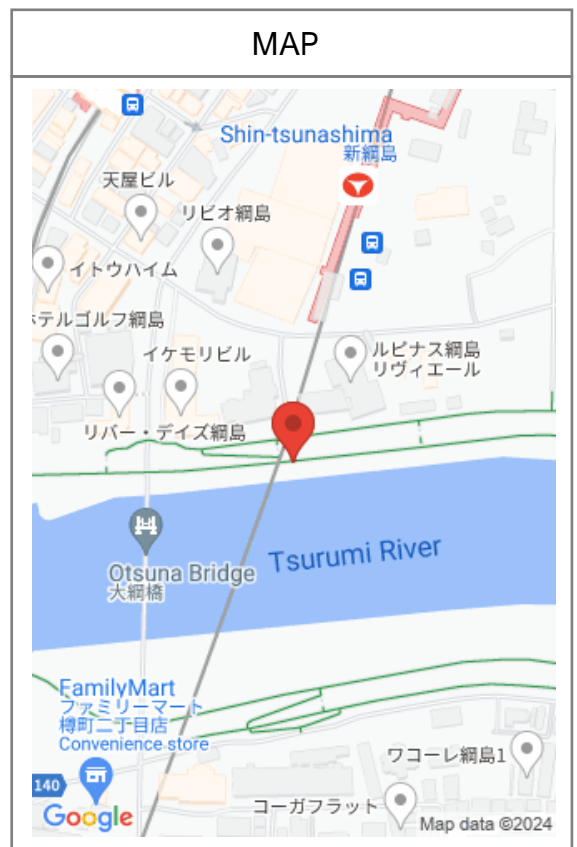 MAP
Shin-tsunashima
新綱島
天屋ビル
リビオ綱島
イトウハイム
ホテルゴルフ綱島
イケモリビル
ルピナス綱島
リヴィエール
リバー・デイズ綱島
Tsurumi River
Otsuna Bridge
大綱橋
FamilyMart
ファミリーマート
樽町二丁目店
Convenience store
ワコーレ綱島1
140
コーガフラット
Google
Map data ©2024